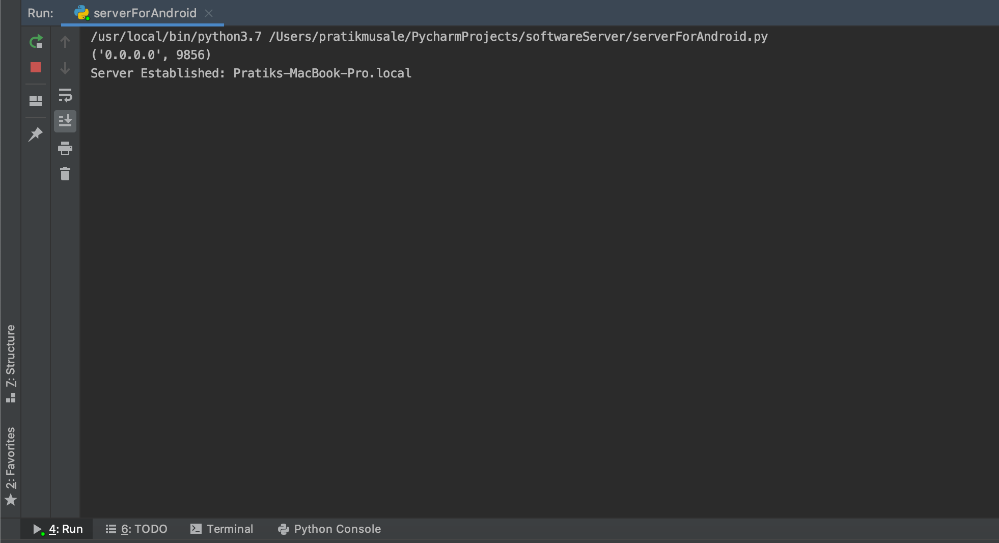 Run: serverForAndroid
/usr/local/bin/python3.7 /Users/pratikmusale/PycharmProjects/softwareServer/serverForAndroid.py
('0.0.0.0', 9856)
Server Established: Pratiks-MacBook-Pro.local
7: Structure
2: Favorites
4: Run 6: TODO Terminal Python Console